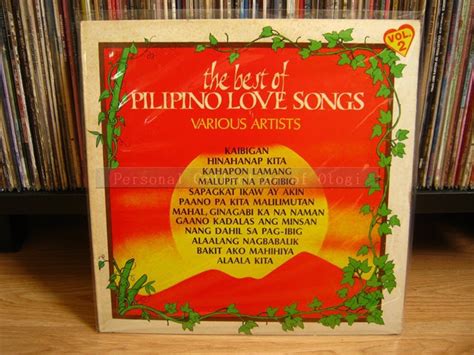 VOL. 2
the best of
PILIPINO LOVE SONGS
VARIOUS ARTISTS
KAIBIGAN
HINAHANAP KITA
KAHAPON LAMANG
MALUPIT NA PAGIBIG
SAPAGKAT IKAW AY AKIN
PAANO PA KITA MALILIMUTAN
MAHAL, GINAGABI KA NA NAMAN
GAANO KADALAS ANG MINSAN
NANG DAHIL SA PAG-IBIG
ALAALANG NAGBABALIK
BAKIT AKO MAHIHIYA
ALAALA KITA
Personal